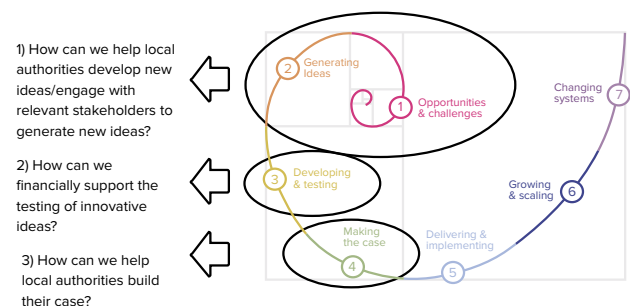 1) How can we help local
authorities develop new
ideas/engage with
relevant stakeholders to
generate new ideas?
2) How can we
financially support the
testing of innovative
ideas?
3) How can we help
local authorities build
their case?
2
Generating
Ideas
1
Opportunities
& challenges
3
Developing
& testing
Making
the case
4
Delivering &
implementing
5
Growing
& scaling
6
Changing
systems
7